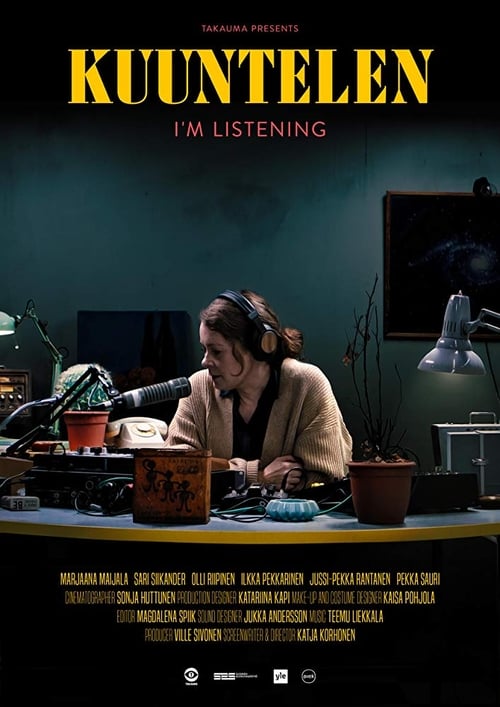 TAKAUMA PRESENTS
KUUNTELEN
I'M LISTENING
MARJAANA MAIJALA SARI SIIKANDER OLLI RIIPINEN ILKKA PEKKARINEN JUSSI-PEKKA RANTANEN PEKKA SAURI
CINEMATOGRAPHER SONJA HUTTUNEN PRODUCTION DESIGNER KATARIINA KAPI MAKE-UP AND COSTUME DESIGNER KAISA POHJOLA
EDITOR MAGDALENA SPIIK SOUND DESIGNER JUKKA ANDERSSON MUSIC TEEMU LIEKKALA
PRODUCER VILLE SIVONEN SCREENWRITER & DIRECTOR KATJA KORHONEN
yle